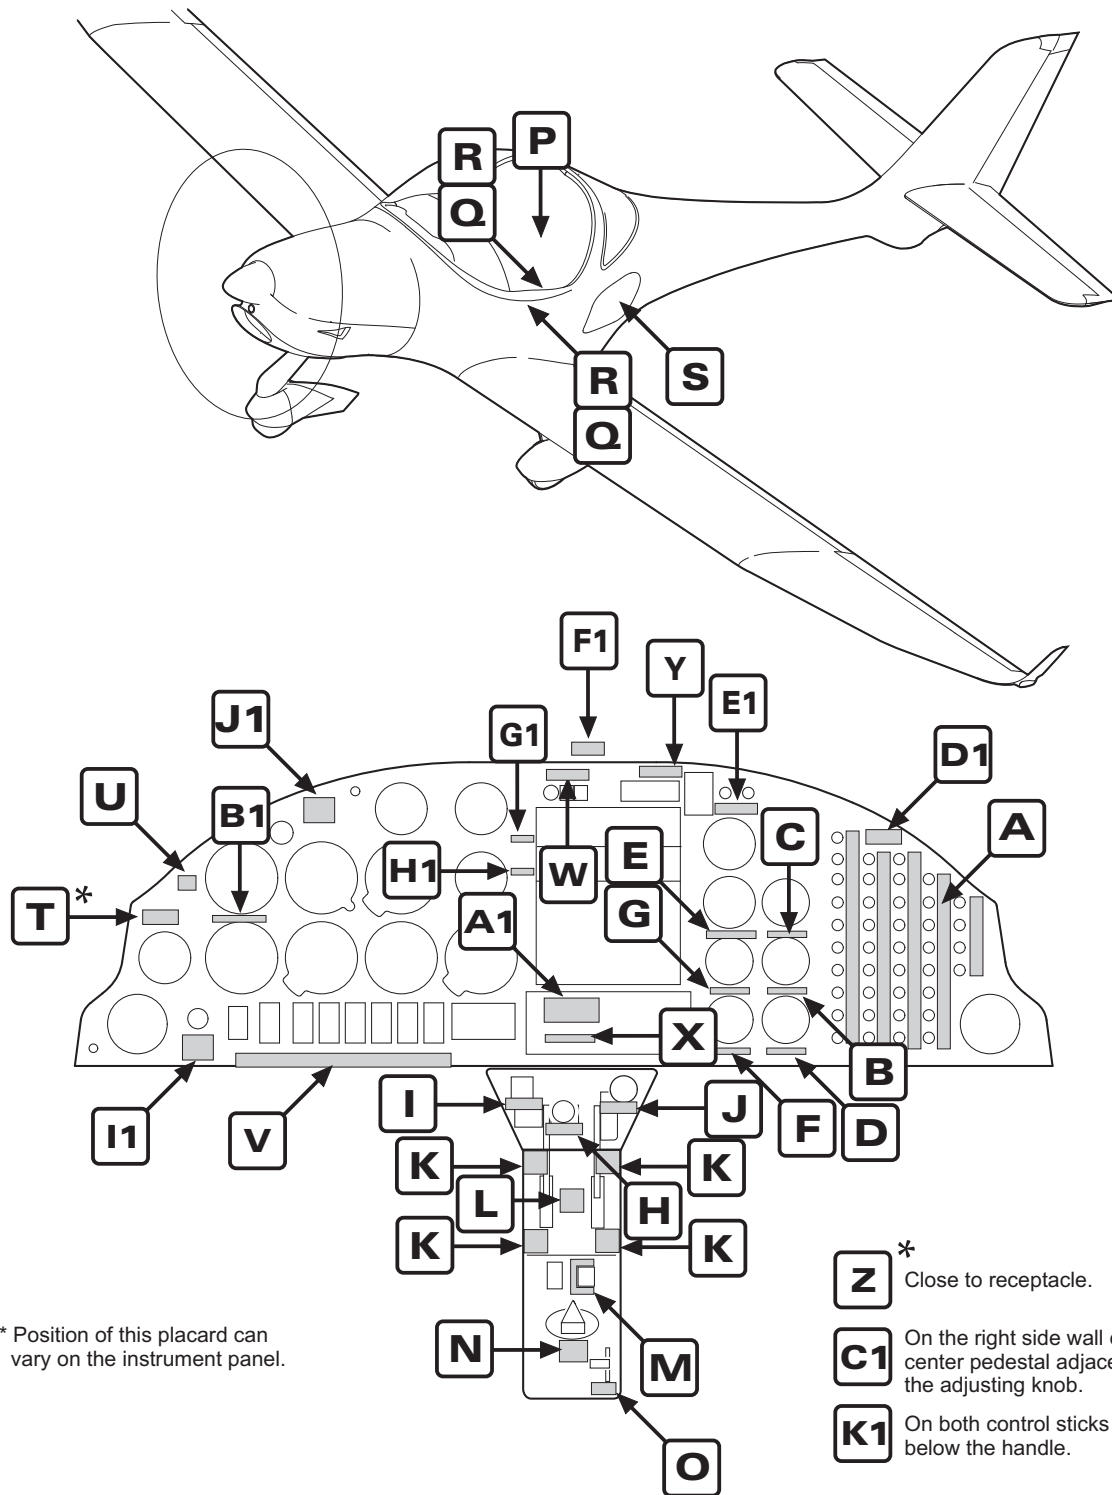 R
P
Q
R
S
Q
F1
Y
E1
J1
G1
D1
U
B1
A
C
E
H1
W
T *
G
A1
X
B
I
J
F
D
I1
V
K
K
L
H
K
K
*
Z Close to receptacle.
* Position of this placard can
vary on the instrument panel.
N
M
C1 On the right side wall
center pedestal
the adjusting knob.
K1 On both control sticks
below the handle.
O